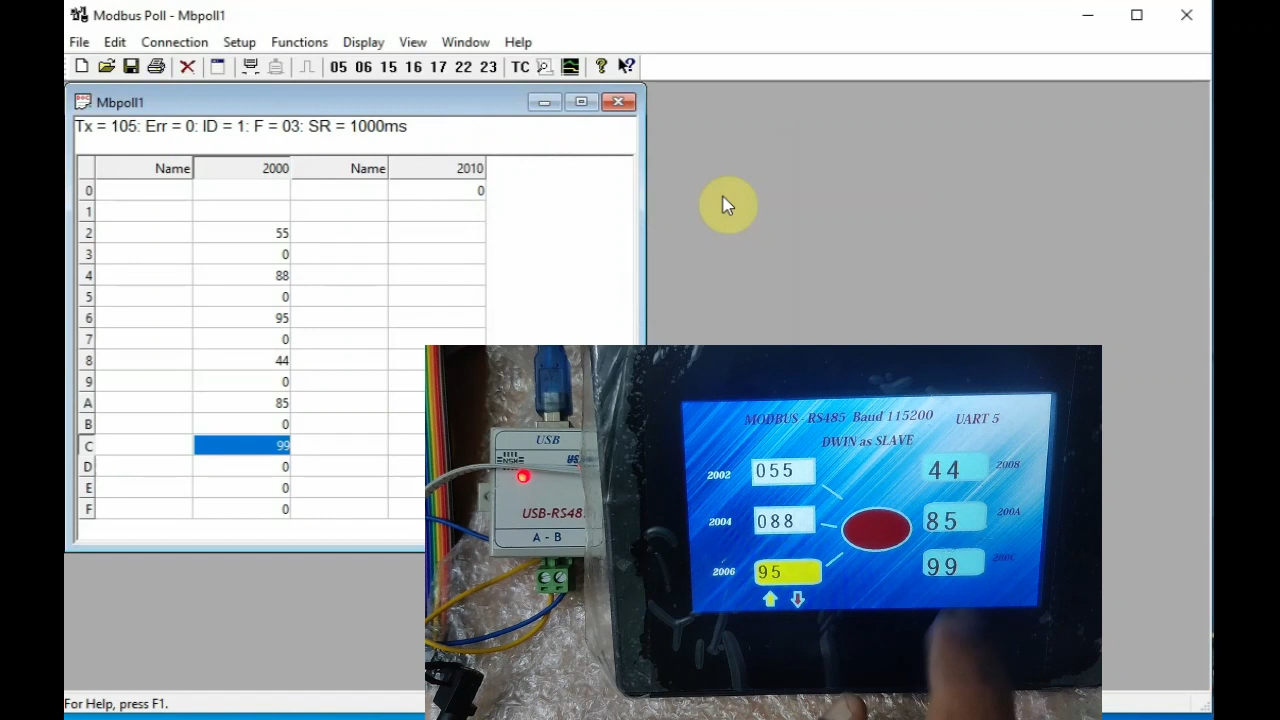 Modbus Poll - Mbpoll1
File Edit Connection Setup Functions Display View Window Help
05 06 15 16 17 22 23 TC
Mbpoll1
Tx = 105: Err = 0: ID = 1: F = 03: SR = 1000ms
Name 2000 Name 2010
0 0
1
2 55
3 0
4 88
5 0
6 95
7 0
8 44
9 0
A 85
B 0
C 99
D 0
E 0
F 0
USB
NSK
USB-RS485
A - B
MODBUS - RS485 Baud 115200 UART 5
DWIN as SLAVE
2002 055 44 2008
2004 088 85 200A
2006 95 99 200C
For Help, press F1.